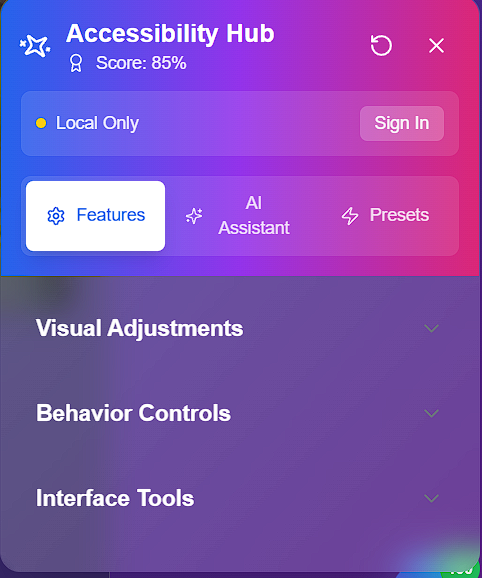 Accessibility Hub
Score: 85%
Local Only
Sign In
Features
AI
Assistant
Presets
Visual Adjustments
Behavior Controls
Interface Tools